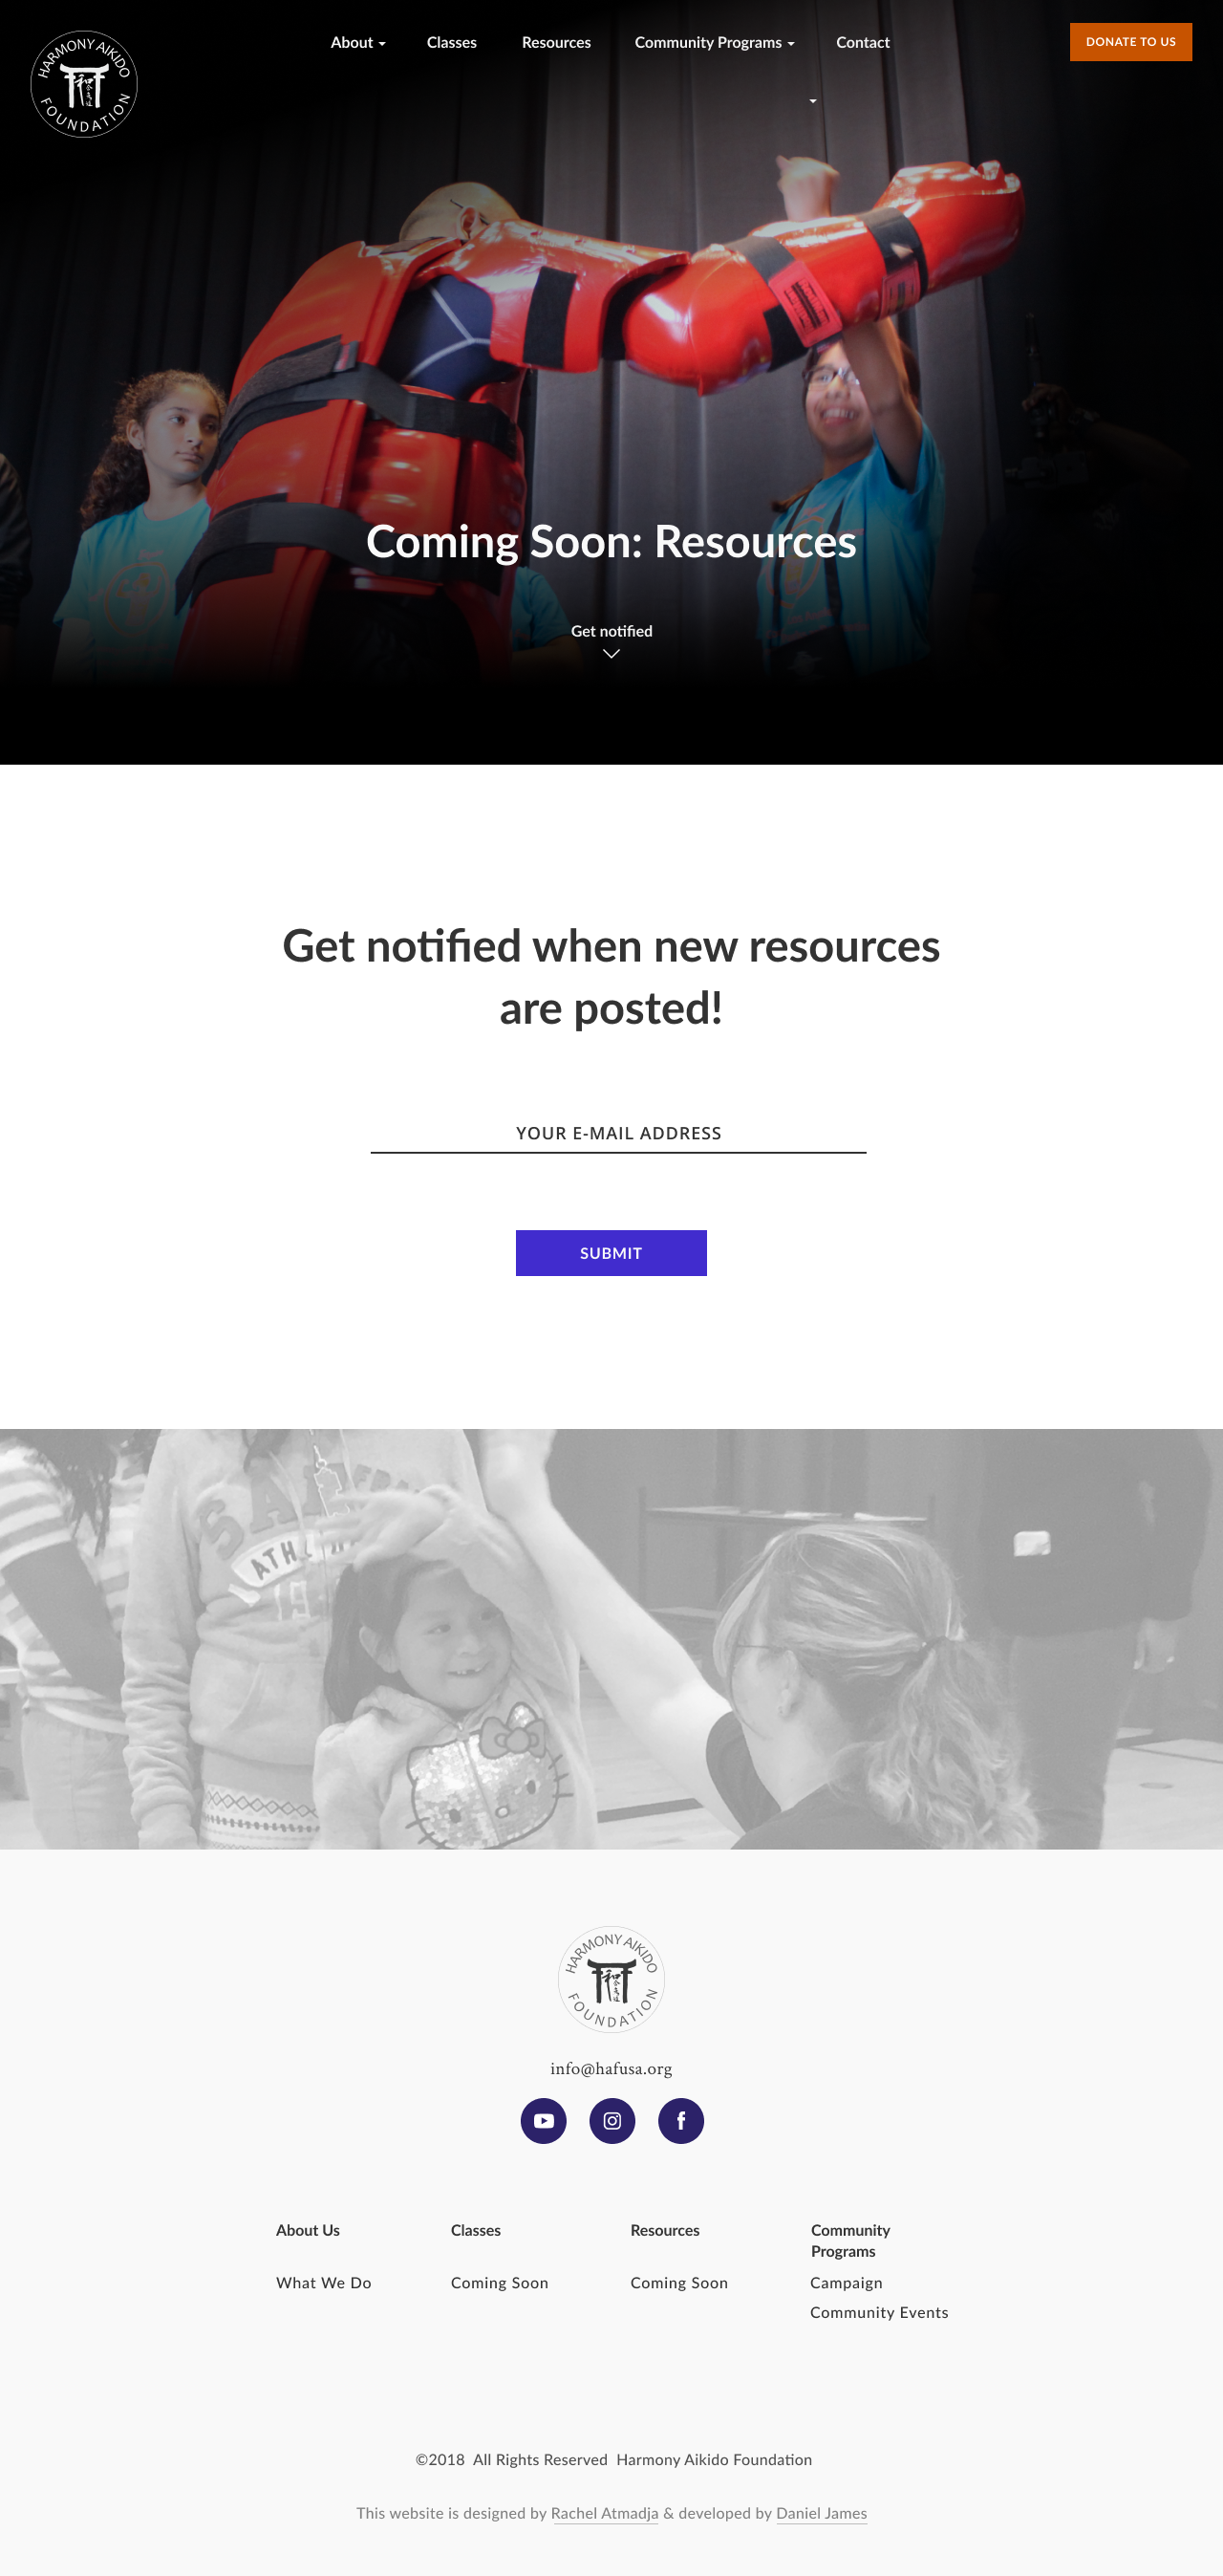 HARMONY AIKIDO
FOUNDATION
About
Classes
Resources
Community Programs
Contact
DONATE TO US
Coming Soon: Resources
Get notified
Get notified when new resources
are posted!
YOUR E-MAIL ADDRESS
SUBMIT
ATH
HARMONY AIKIDO
FOUNDATION
info@hafusa.org
About Us
What We Do
Classes
Coming Soon
Resources
Coming Soon
Community
Programs
Campaign
Community Events
©2018 All Rights Reserved Harmony Aikido Foundation
This website is designed by Rachel Atmadja & developed by Daniel James